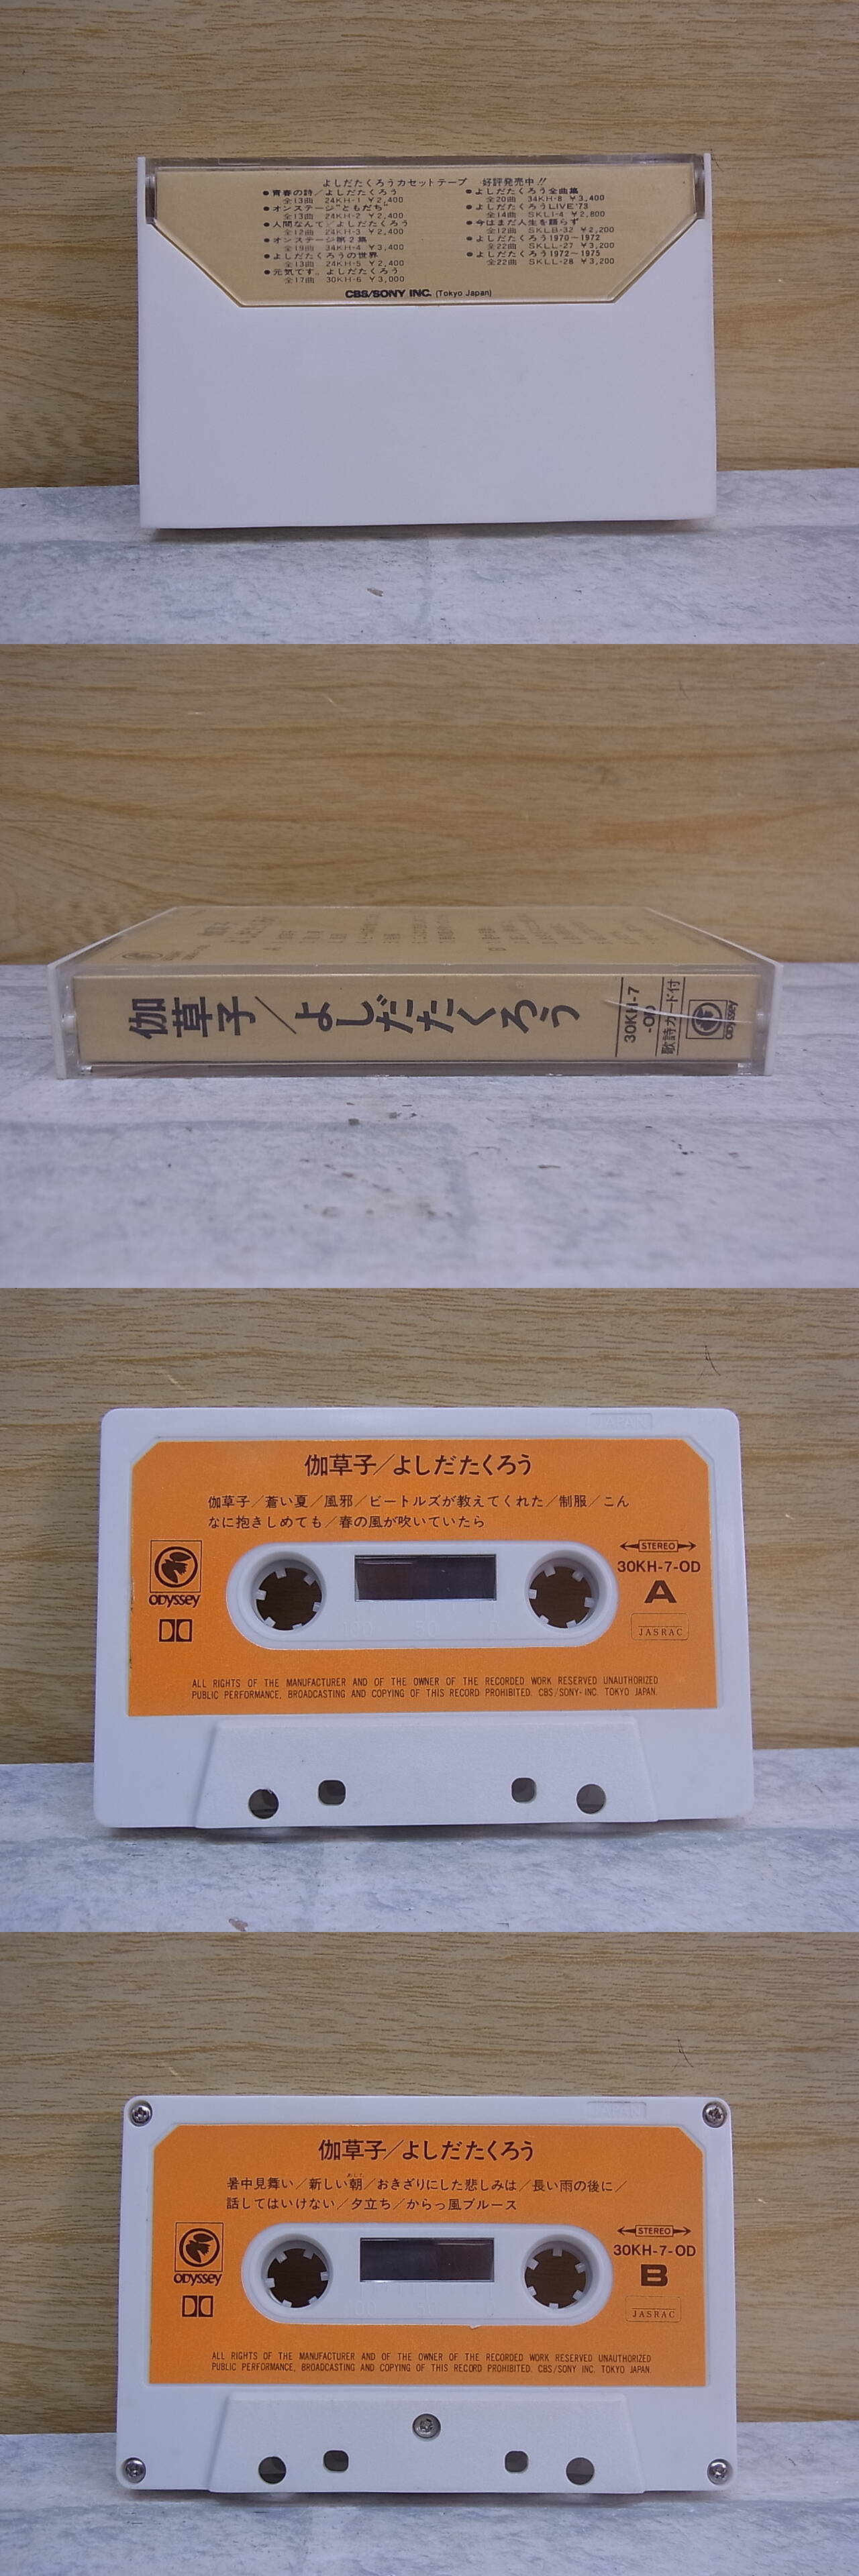 よしだたくろうカセットテープ 好評発売中!!
●青春の詩/よしだたくろう
全13曲 24KH-1 ¥2,400
●オンステージ"ともだち"
全13曲 24KH-2 ¥2,400
●人間なんて/よしだたくろう
全12曲 24KH-3 ¥2,400
●オンステージ第2集
全19曲 34KH-4 ¥3,400
●よしだたくろうの世界
全13曲 24KH-5 ¥2,400
●元気です。よしだたくろう
全17曲 30KH-6 ¥3,000
●よしだたくろう全曲集
全20曲 34KH-8 ¥3,400
●よしだたくろうLIVE'73
全14曲 SKLI-4 ¥2,800
●今はまだ人生を語らず
全12曲 SKLB-32 ¥2,200
●よしだたくろう1970〜1972
全22曲 SKLL-27 ¥3,200
●よしだたくろう1972〜1975
全22曲 SKLL-28 ¥3,200
CBS/SONY INC. (Tokyo Japan)
伽草子/よしだたくろう
30KH-7
-OD
歌詩カード付
Odyssey
JAPAN
伽草子/よしだたくろう
伽草子/蒼い夏/風邪/ビートルズが教えてくれた/制服/こん
なに抱きしめても/春の風が吹いていたら
STEREO
30KH-7-OD
A
JASRAC
Odyssey
ALL RIGHTS OF THE MANUFACTURER AND OF THE OWNER OF THE RECORDED WORK RESERVED UNAUTHORIZED
PUBLIC PERFORMANCE, BROADCASTING AND COPYING OF THIS RECORD PROHIBITED. CBS/SONY-INC. TOKYO JAPAN.
JAPAN
伽草子/よしだたくろう
暑中見舞い/新しい朝/おきざりにした悲しみは/長い雨の後に/
話してはいけない/夕立ち/からっ風ブルース
STEREO
30KH-7-OD
B
JASRAC
Odyssey
ALL RIGHTS OF THE MANUFACTURER AND OF THE OWNER OF THE RECORDED WORK RESERVED UNAUTHORIZED
PUBLIC PERFORMANCE, BROADCASTING AND COPYING OF THIS RECORD PROHIBITED. CBS/SONY INC. TOKYO JAPAN.